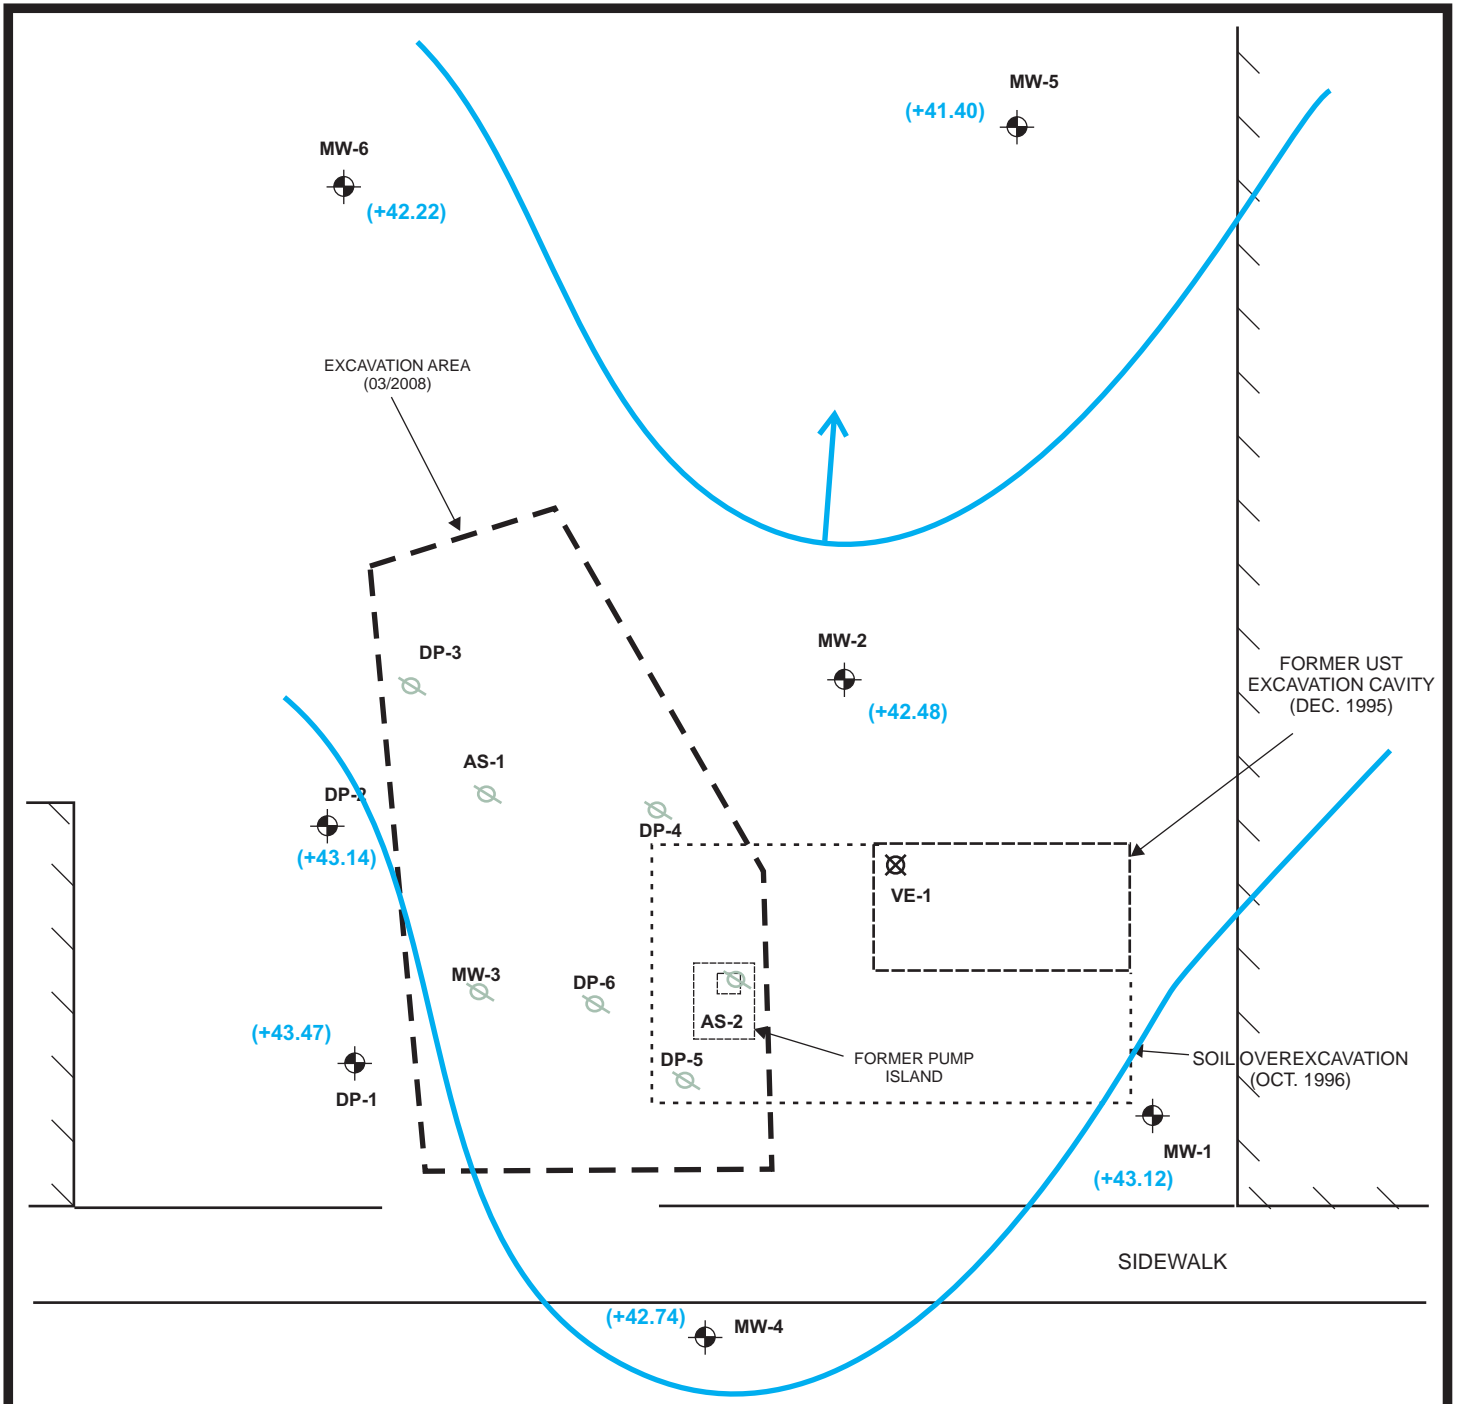 MW-5
(+41.40)
MW-6
(+42.22)
EXCAVATION AREA
(03/2008)
MW-2
(+42.48)
DP-3
FORMER UST
EXCAVATION CAVITY
(DEC. 1995)
AS-1
DP-2
(+43.14)
DP-4
VE-1
MW-3
DP-6
AS-2
(+43.47)
DP-1
DP-5
FORMER PUMP
ISLAND
SOIL OVEREXCAVATION
(OCT. 1996)
MW-1
(+43.12)
SIDEWALK
(+42.74)
MW-4